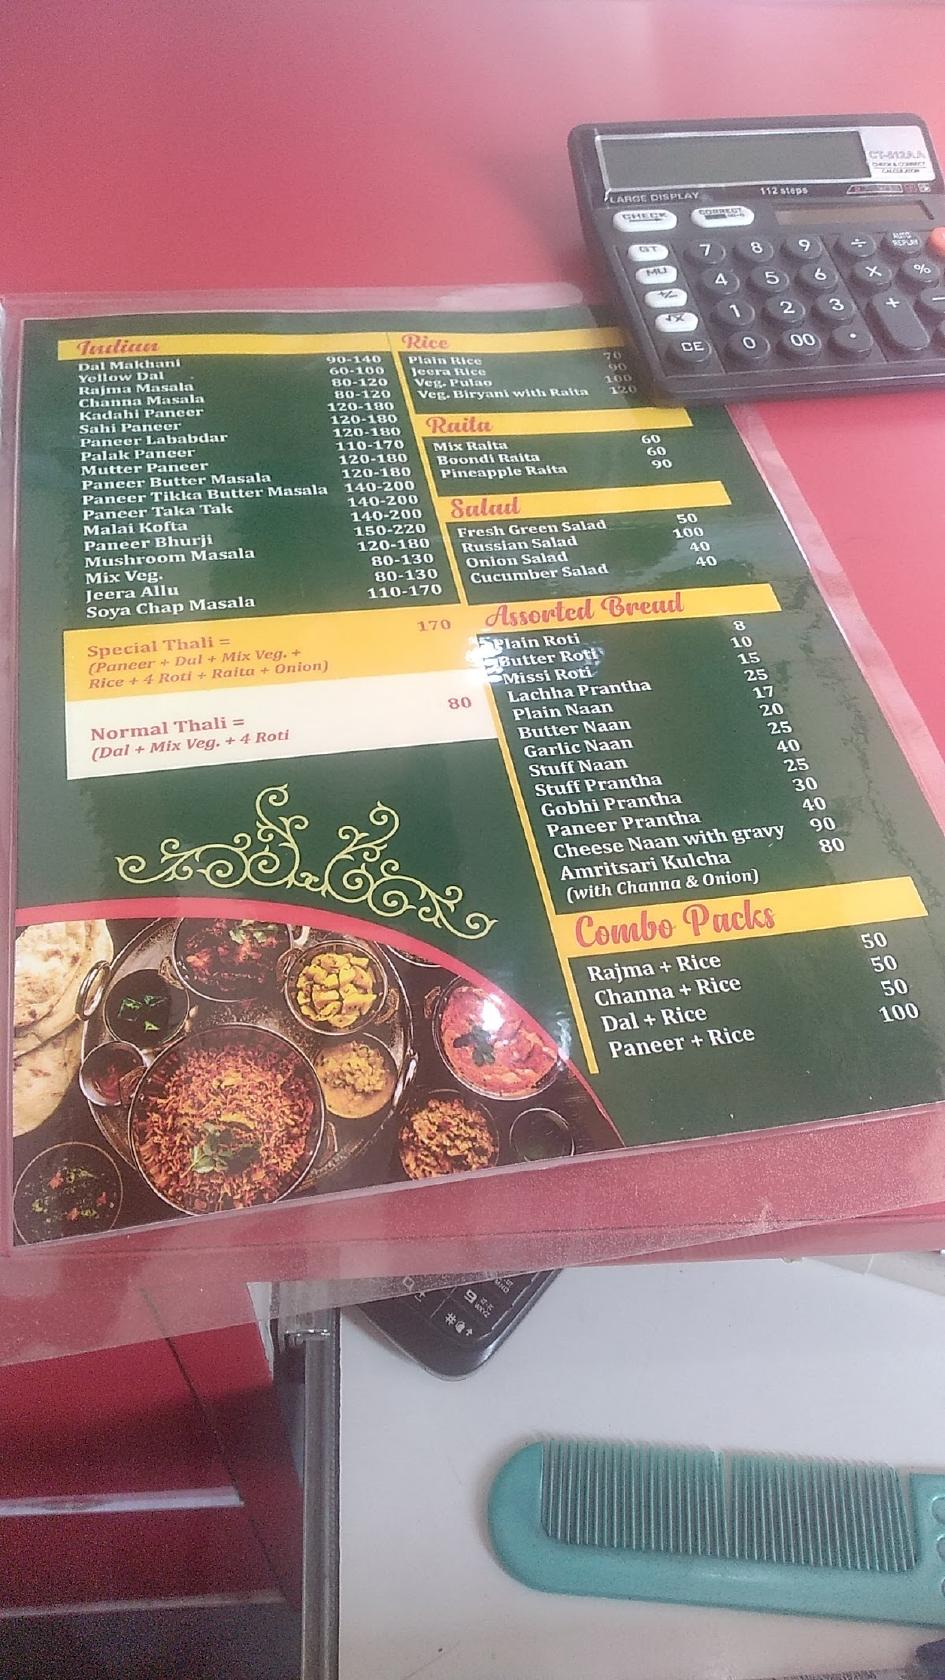 CT-512AA
CHECK & CORRECT
CALCULATOR
LARGE DISPLAY
112 steps
CHECK
CORRECT
GT
7 8 9 ÷ AUTO REPLAY
MU
4 5 6 X %
+/-
1 2 3 + −
√X
CE 0 00 .
Indian
Dal Makhani 90-140
Yellow Dal 60-100
Rajma Masala 80-120
Channa Masala 80-120
Kadahi Paneer 120-180
Sahi Paneer 120-180
Paneer Lababdar 120-180
Palak Paneer 110-170
Mutter Paneer 120-180
Paneer Butter Masala 120-180
Paneer Tikka Butter Masala 140-200
Paneer Taka Tak 140-200
Malai Kofta 140-200
Paneer Bhurji 150-220
Mushroom Masala 120-180
Mix Veg. 80-130
Jeera Allu 80-130
Soya Chap Masala 110-170
Special Thali = 170
(Paneer + Dal + Mix Veg. +
Rice + 4 Roti + Raita + Onion)
Normal Thali = 80
(Dal + Mix Veg. + 4 Roti
Rice
Plain Rice 70
Jeera Rice 90
Veg. Pulao 100
Veg. Biryani with Raita 120
Raita
Mix Raita 60
Boondi Raita 60
Pineapple Raita 90
Salad
Fresh Green Salad 50
Russian Salad 100
Onion Salad 40
Cucumber Salad 40
Assorted Bread
Plain Roti 8
Butter Roti 10
Missi Roti 15
Lachha Prantha 25
Plain Naan 17
Butter Naan 20
Garlic Naan 25
Stuff Naan 40
Stuff Prantha 25
Gobhi Prantha 30
Paneer Prantha 40
Cheese Naan with gravy 90
Amritsari Kulcha 80
(with Channa & Onion)
Combo Packs
Rajma + Rice 50
Channa + Rice 50
Dal + Rice 50
Paneer + Rice 100